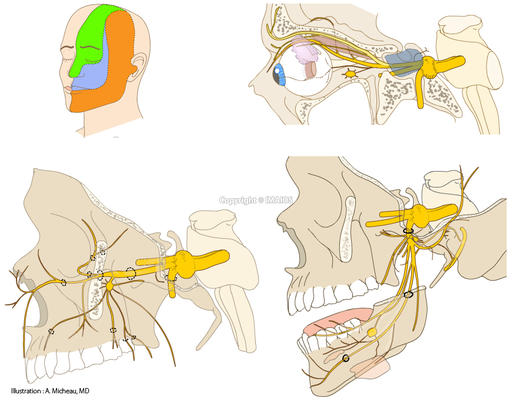 Copyright © IMAIOS
Illustration : A. Micheau, MD